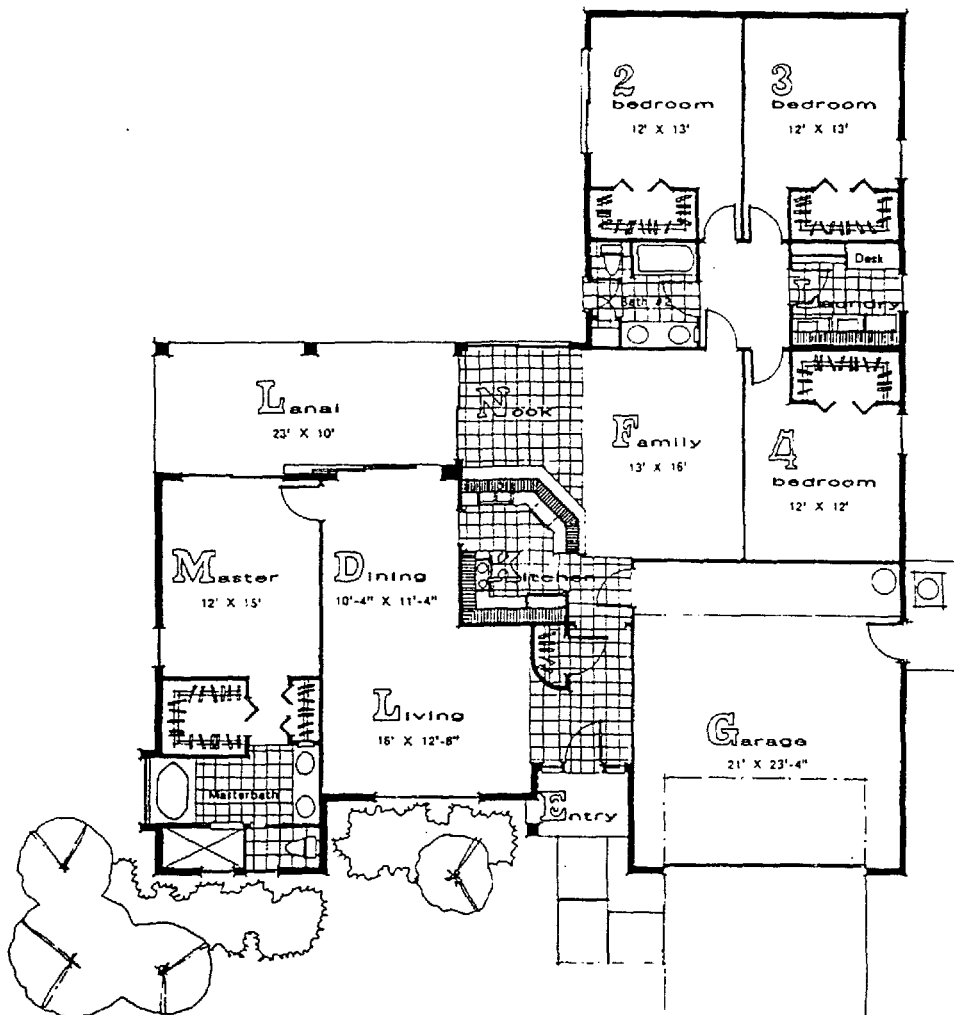 2
bedroom
12' X 13'
3
bedroom
12' X 13'
Desk
Bath #2
Laundry
Lanai
23' X 10'
Nook
Family
13' X 16'
4
bedroom
12' X 12'
Master
12' X 15'
Dining
10'-4" X 11'-4"
Kitchen
Living
16' X 12'-8"
Garage
21' X 23'-4"
Masterbath
Entry